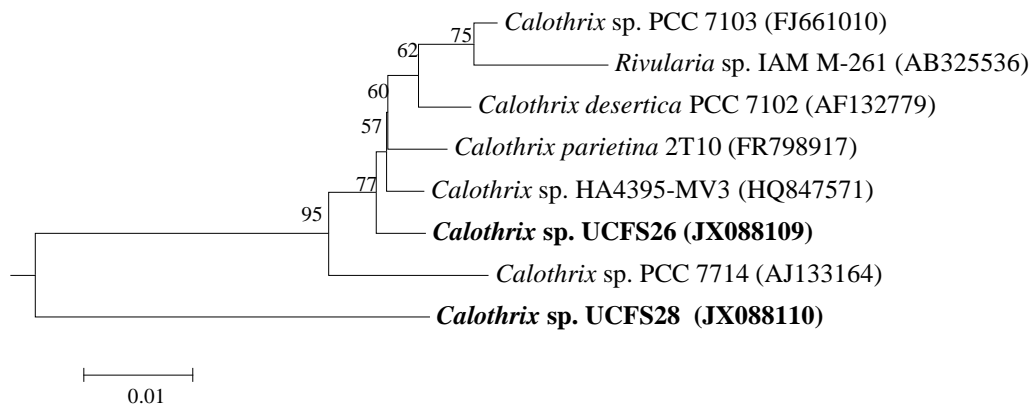 Calothrix sp. PCC 7103 (FJ661010)
75
Rivularia sp. IAM M-261 (AB325536)
62
Calothrix desertica PCC 7102 (AF132779)
60
Calothrix parietina 2T10 (FR798917)
57
Calothrix sp. HA4395-MV3 (HQ847571)
77
Calothrix sp. UCFS26 (JX088109)
95
Calothrix sp. PCC 7714 (AJ133164)
Calothrix sp. UCFS28 (JX088110)
0.01